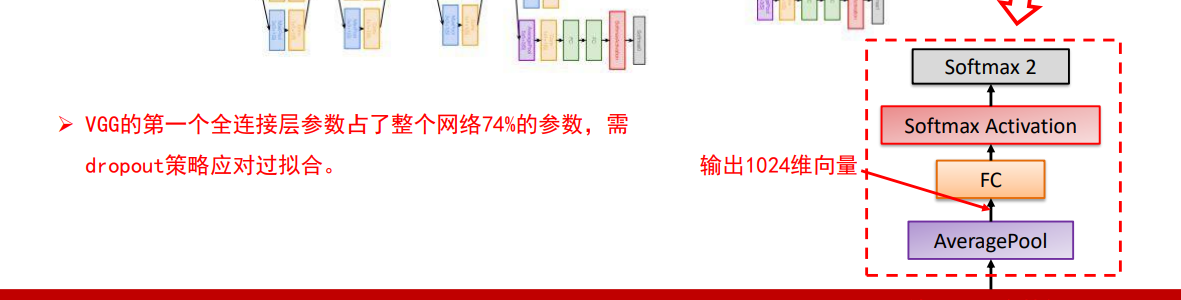 Softmax 2
VGG的第一个全连接层参数占了整个网络74%的参数，需
dropout策略应对过拟合。
Softmax Activation
输出1024维向量
FC
AveragePool